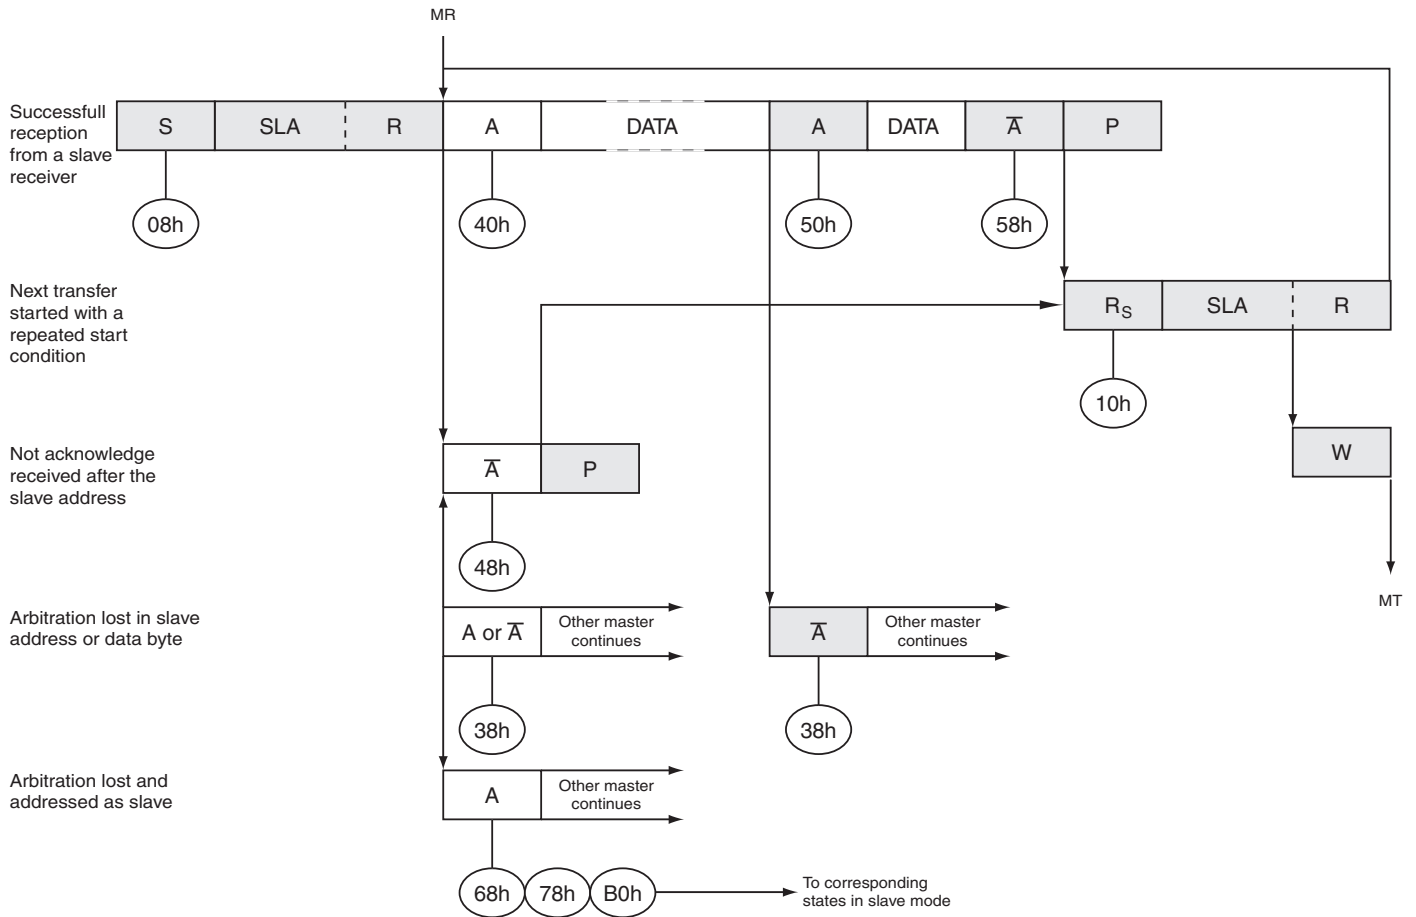 MR
Successfull
reception
from a slave
receiver
S SLA R A DATA A DATA A̅ P
08h 40h 50h 58h
Next transfer
started with a
repeated start
condition
RS SLA R
10h
Not acknowledge
received after the
slave address
A̅ P
W
48h
MT
Arbitration lost in slave
address or data byte
A or A̅
Other master
continues
A̅
Other master
continues
38h 38h
Arbitration lost and
addressed as slave
A
Other master
continues
68h 78h B0h
To corresponding
states in slave mode